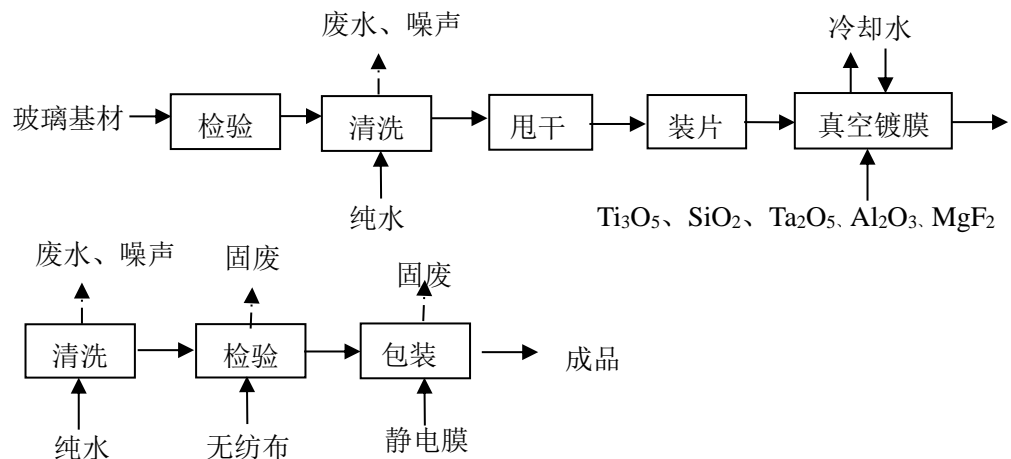 废水、噪声
冷却水
玻璃基材
检验
清洗
甩干
装片
真空镀膜
纯水
Ti₃O₅、SiO₂、Ta₂O₅、Al₂O₃、MgF₂
废水、噪声
固废
固废
清洗
检验
包装
成品
纯水
无纺布
静电膜